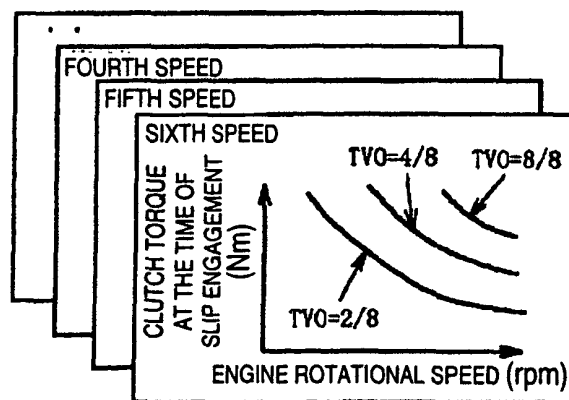 FOURTH SPEED
FIFTH SPEED
SIXTH SPEED
CLUTCH TORQUE
AT THE TIME OF
SLIP ENGAGEMENT
(Nm)
TVO=4/8
TVO=8/8
TVO=2/8
ENGINE ROTATIONAL SPEED (rpm)